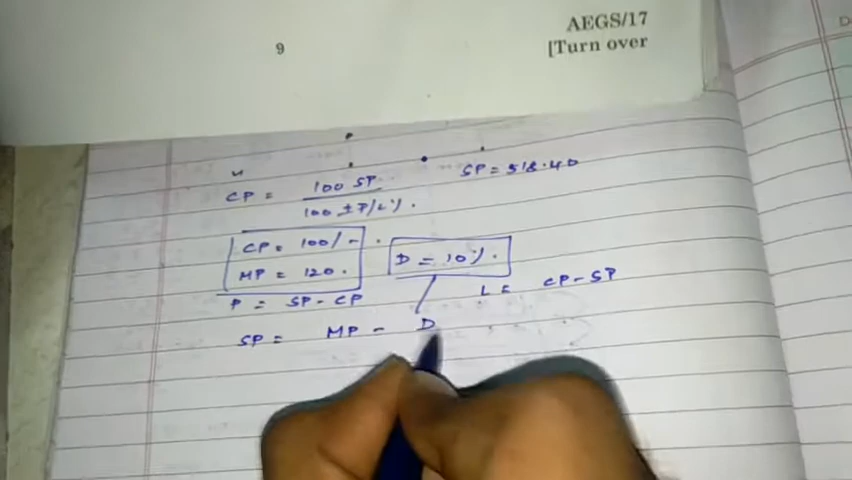 AEGS/17
9
[Turn over
CP = 100 SP / 100 ± P/L%.
SP = 518.40
CP = 100/-
MP = 120.
D = 10%.
P = SP - CP
L = CP - SP
SP = MP - D